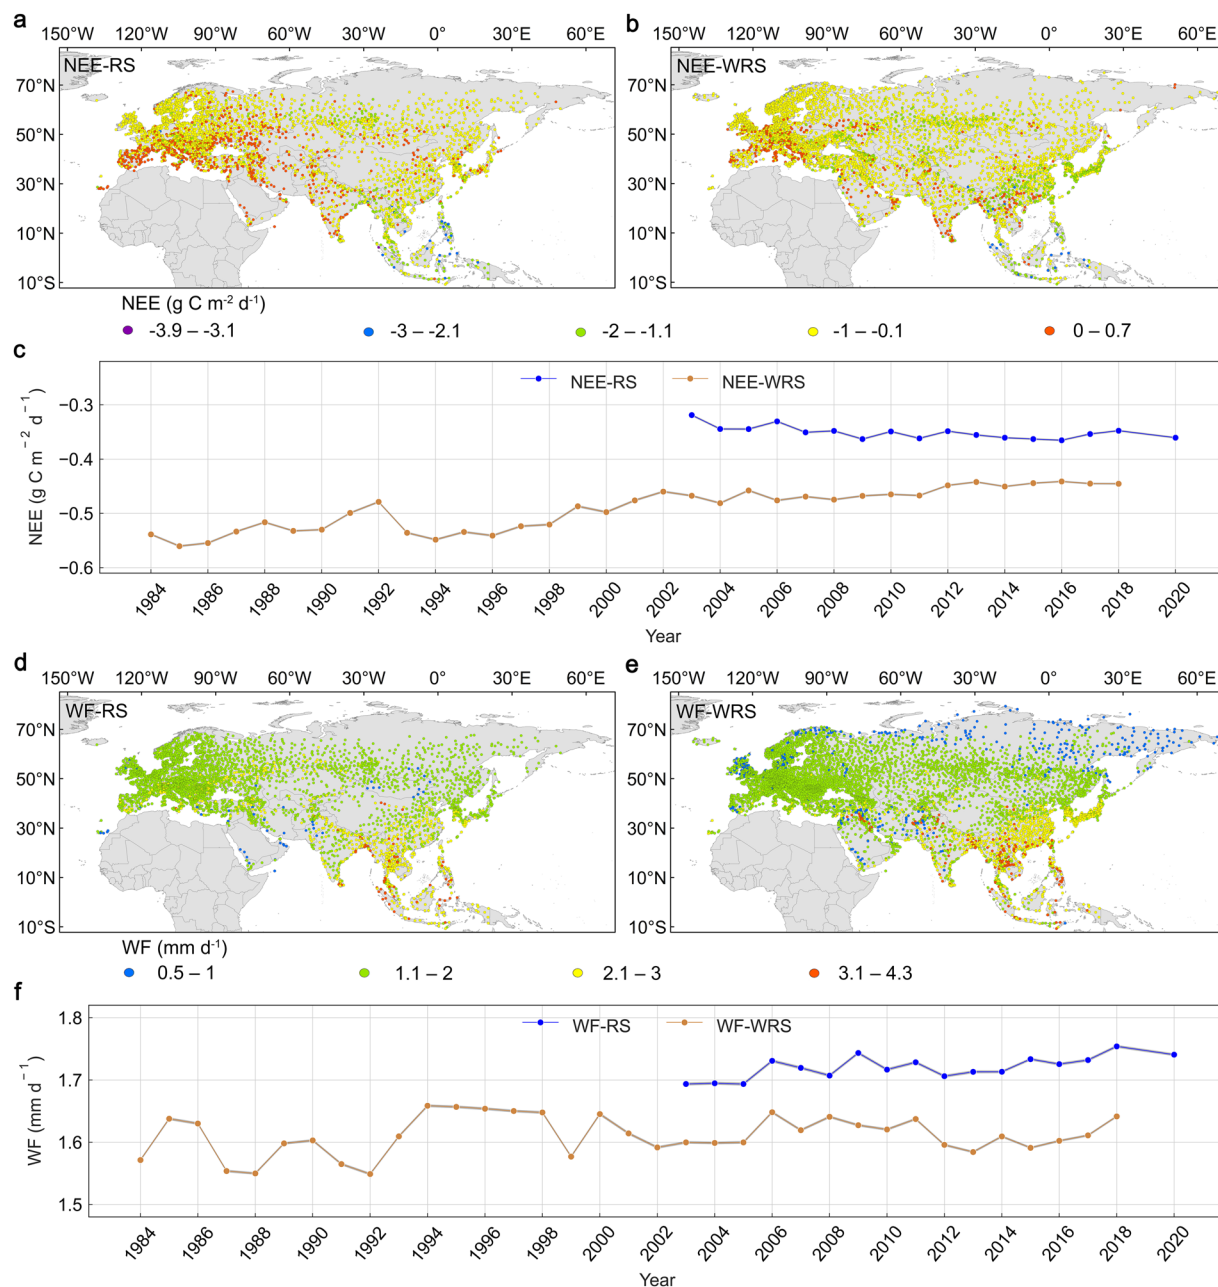 a
b
150°W 120°W 90°W 60°W 30°W 0° 30°E 60°E
150°W 120°W 90°W 60°W 30°W 0° 30°E 60°E
NEE-RS
NEE-WRS
70°N
50°N
30°N
10°N
10°S
70°N
50°N
30°N
10°N
10°S
NEE (g C m⁻² d⁻¹)
-3.9 – -3.1
-3 – -2.1
-2 – -1.1
-1 – -0.1
0 – 0.7
c
NEE-RS NEE-WRS
NEE (g C m⁻² d⁻¹)
−0.3
−0.4
−0.5
−0.6
1984 1986 1988 1990 1992 1994 1996 1998 2000 2002 2004 2006 2008 2010 2012 2014 2016 2018 2020
Year
d
e
150°W 120°W 90°W 60°W 30°W 0° 30°E 60°E
150°W 120°W 90°W 60°W 30°W 0° 30°E 60°E
WF-RS
WF-WRS
70°N
50°N
30°N
10°N
10°S
70°N
50°N
30°N
10°N
10°S
WF (mm d⁻¹)
0.5 – 1
1.1 – 2
2.1 – 3
3.1 – 4.3
f
WF-RS WF-WRS
WF (mm d⁻¹)
1.8
1.7
1.6
1.5
1984 1986 1988 1990 1992 1994 1996 1998 2000 2002 2004 2006 2008 2010 2012 2014 2016 2018 2020
Year